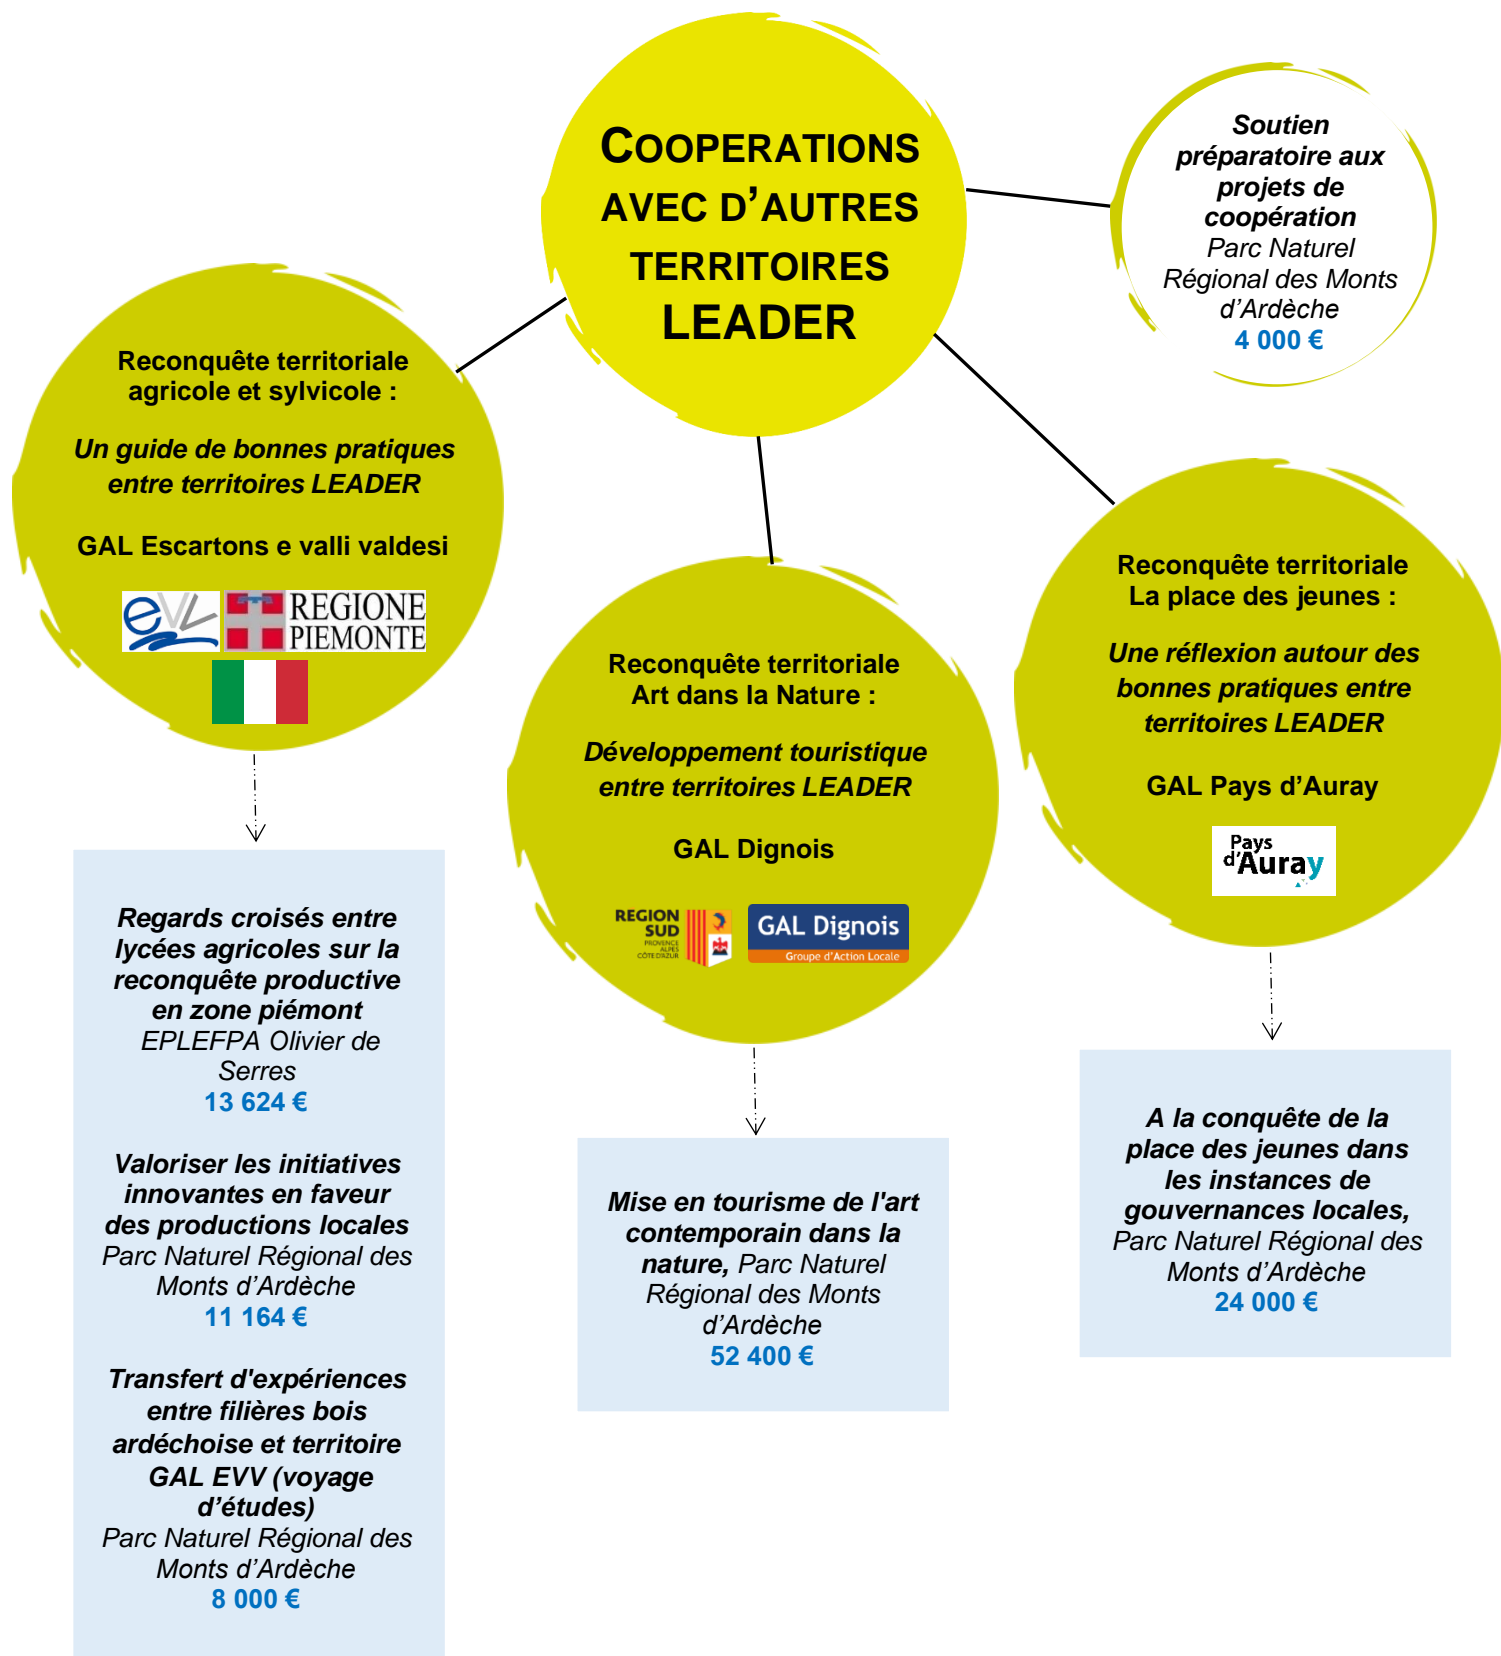 COOPERATIONS
AVEC D’AUTRES
TERRITOIRES
LEADER
Soutien
préparatoire aux
projets de
coopération
Parc Naturel
Régional des Monts
d’Ardèche
4 000 €
Reconquête territoriale
agricole et sylvicole :
Un guide de bonnes pratiques
entre territoires LEADER
GAL Escartons e valli valdesi
evv
REGIONE
PIEMONTE
Reconquête territoriale
Art dans la Nature :
Développement touristique
entre territoires LEADER
GAL Dignois
REGION
SUD
PROVENCE
ALPES
CÔTE D'AZUR
GAL Dignois
Groupe d'Action Locale
Reconquête territoriale
La place des jeunes :
Une réflexion autour des
bonnes pratiques entre
territoires LEADER
GAL Pays d’Auray
Pays
d'Auray
Regards croisés entre
lycées agricoles sur la
reconquête productive
en zone piémont
EPLEFPA Olivier de
Serres
13 624 €
Valoriser les initiatives
innovantes en faveur
des productions locales
Parc Naturel Régional des
Monts d’Ardèche
11 164 €
Transfert d'expériences
entre filières bois
ardéchoise et territoire
GAL EVV (voyage
d’études)
Parc Naturel Régional des
Monts d’Ardèche
8 000 €
Mise en tourisme de l'art
contemporain dans la
nature, Parc Naturel
Régional des Monts
d’Ardèche
52 400 €
A la conquête de la
place des jeunes dans
les instances de
gouvernances locales,
Parc Naturel Régional des
Monts d’Ardèche
24 000 €